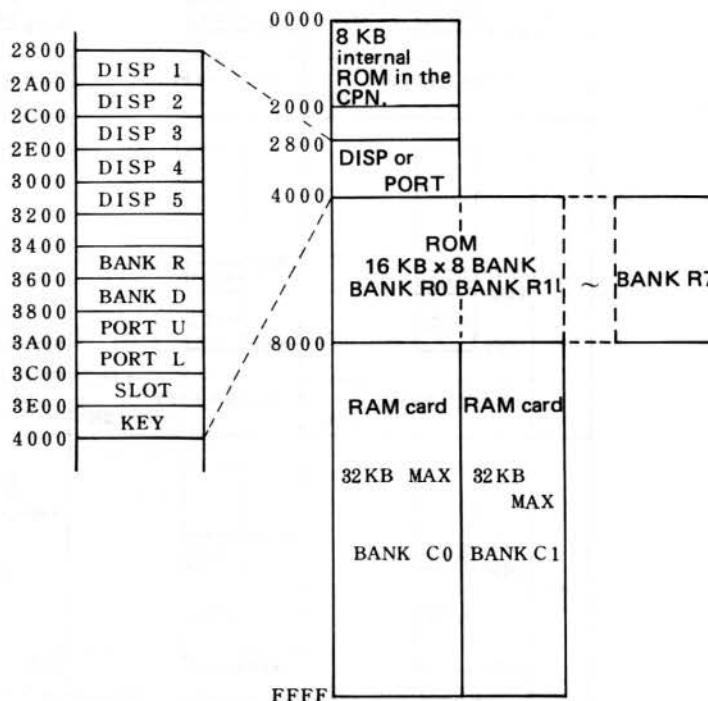 2800
DISP 1
2A00
DISP 2
2C00
DISP 3
2E00
DISP 4
3000
DISP 5
3200
3400
BANK R
3600
BANK D
3800
PORT U
3A00
PORT L
3C00
SLOT
3E00
KEY
4000
0000
8 KB
internal
ROM in the
CPN.
2000
2800
DISP or
PORT
4000
ROM
16 KB x 8 BANK
BANK R0 BANK R1 ~ BANK R7
8000
RAM card
32KB MAX
BANK C0
RAM card
32KB
MAX
BANK C1
FFFF